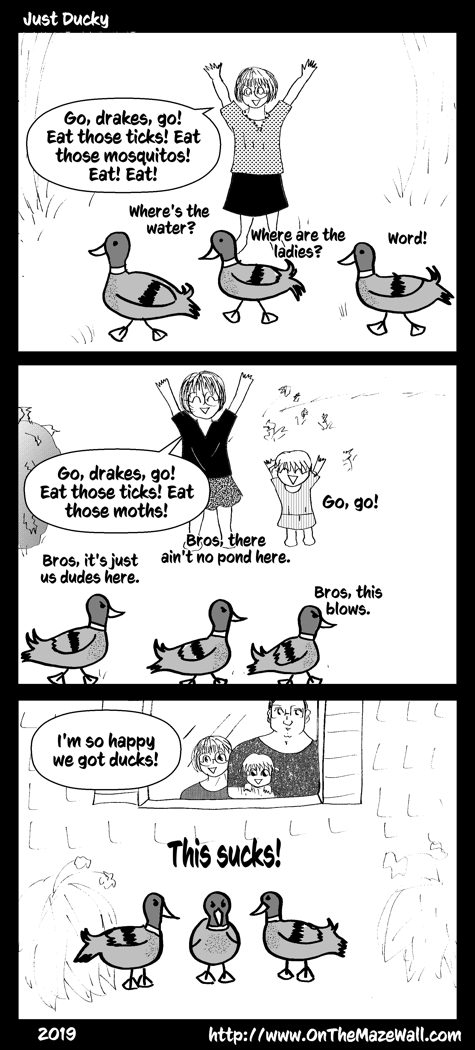 Just Ducky
Go, drakes, go!
Eat those ticks! Eat
those mosquitos!
Eat! Eat!
Where's the
water?
Where are the
ladies?
Word!
Go, drakes, go!
Eat those ticks! Eat
those moths!
Go, go!
Bros, it's just
us dudes here.
Bros, there
ain't no pond here.
Bros, this
blows.
I'm so happy
we got ducks!
This sucks!
2019
http://www.OnTheMazeWall.com